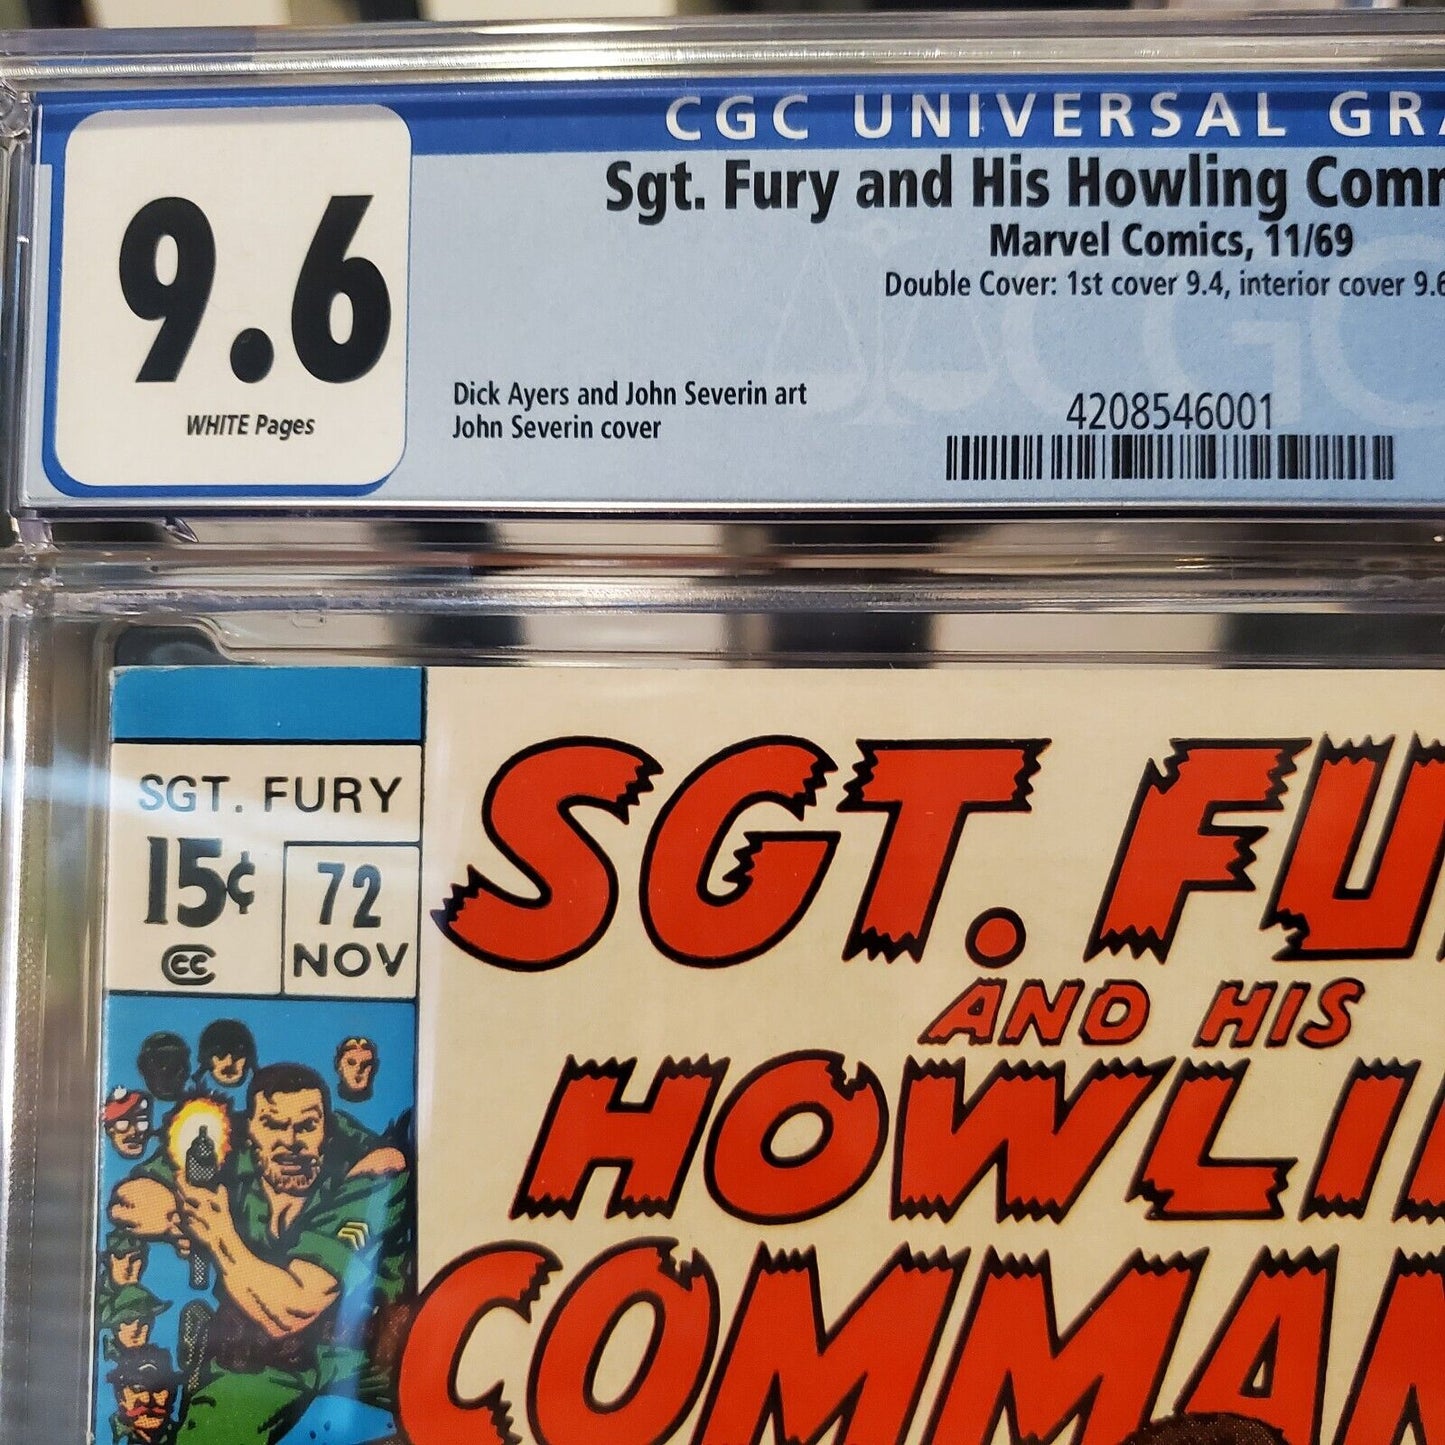 CGC UNIVERSAL GRA
9.6
WHITE Pages
Sgt. Fury and His Howling Comm
Marvel Comics, 11/69
Double Cover: 1st cover 9.4, interior cover 9.6
Dick Ayers and John Severin art
John Severin cover
4208546001
CGC
SGT. FURY
15¢
72
NOV
CC
SGT. FU
AND HIS
HOWLI
COMMAN